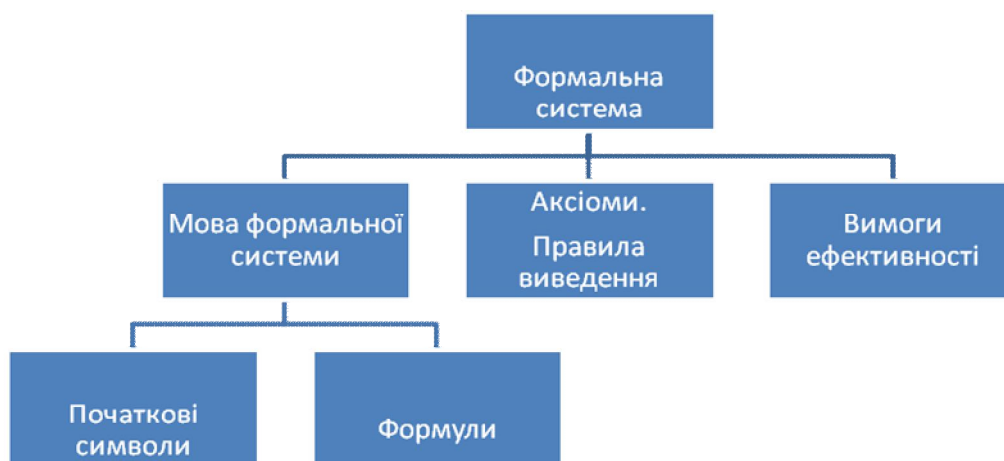 Формальна
система
Мова формальної
системи
Аксіоми.
Правила
виведення
Вимоги
ефективності
Початкові
символи
Формули